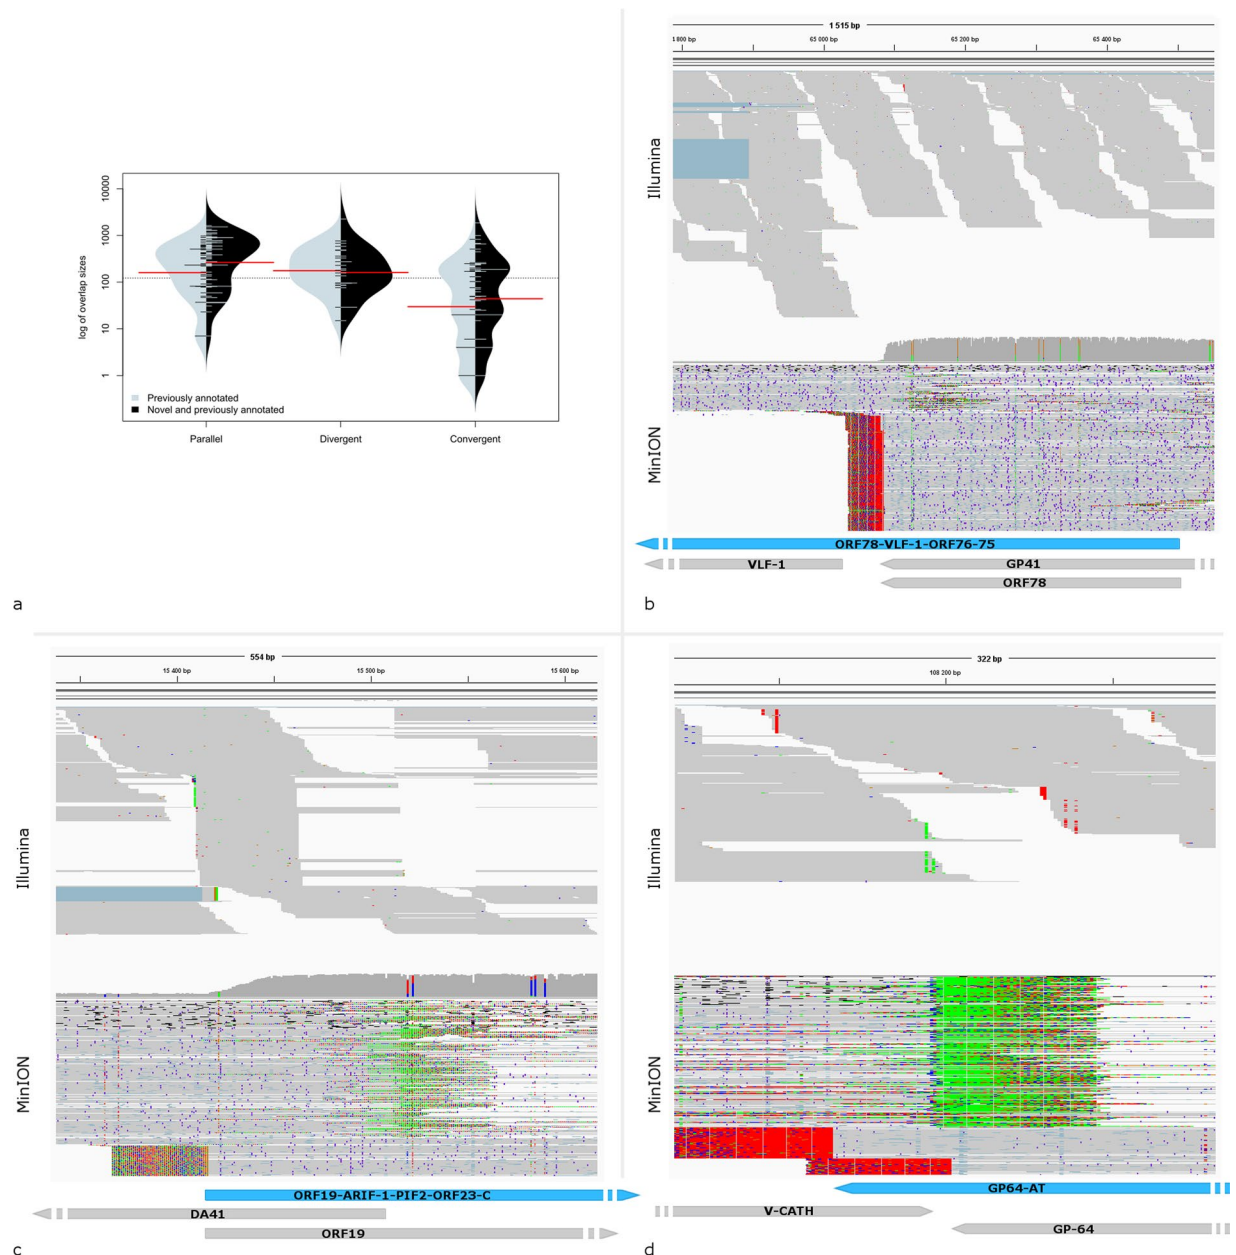 10000
1000
100
10
1
log of overlap sizes
Previously annotated
Novel and previously annotated
Parallel
Divergent
Convergent
a
1 515 bp
1 800 bp
65 000 bp
65 200 bp
65 400 bp
Illumina
MinION
ORF78-VLF-1-ORF76-75
VLF-1
GP41
ORF78
b
554 bp
15 400 bp
15 500 bp
15 600 bp
Illumina
MinION
ORF19-ARIF-1-PIF2-ORF23-C
DA41
ORF19
c
322 bp
108 200 bp
Illumina
MinION
GP64-AT
V-CATH
GP-64
d